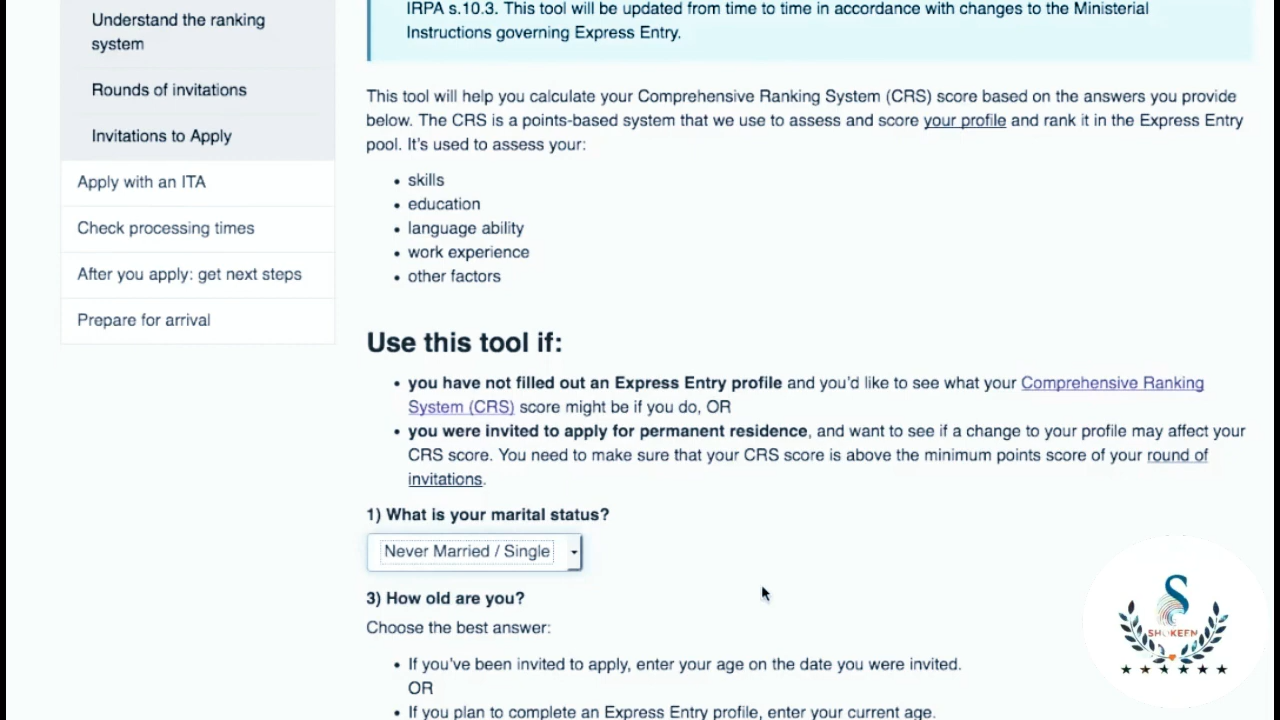 Understand the ranking
system
Rounds of invitations
Invitations to Apply
Apply with an ITA
Check processing times
After you apply: get next steps
Prepare for arrival
IRPA s.10.3. This tool will be updated from time to time in accordance with changes to the Ministerial
Instructions governing Express Entry.
This tool will help you calculate your Comprehensive Ranking System (CRS) score based on the answers you provide
below. The CRS is a points-based system that we use to assess and score your profile and rank it in the Express Entry
pool. It's used to assess your:
• skills
• education
• language ability
• work experience
• other factors
Use this tool if:
• you have not filled out an Express Entry profile and you'd like to see what your Comprehensive Ranking
System (CRS) score might be if you do, OR
• you were invited to apply for permanent residence, and want to see if a change to your profile may affect your
CRS score. You need to make sure that your CRS score is above the minimum points score of your round of
invitations.
1) What is your marital status?
Never Married / Single
3) How old are you?
Choose the best answer:
• If you've been invited to apply, enter your age on the date you were invited.
OR
• If you plan to complete an Express Entry profile, enter your current age.
S